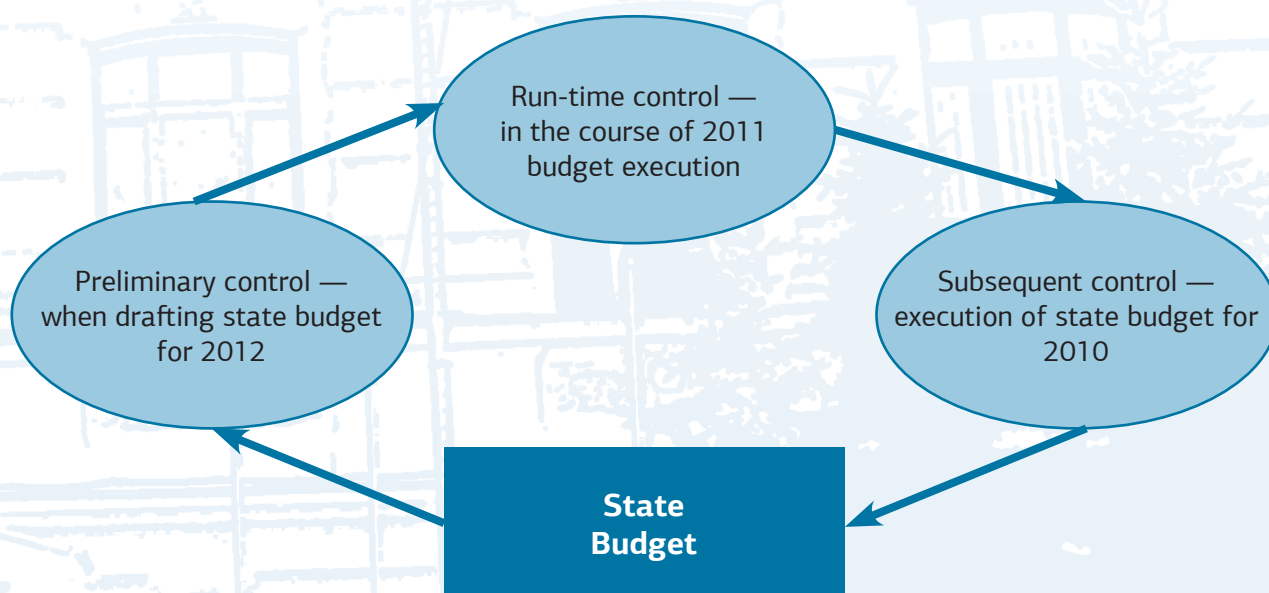 Run-time control —
in the course of 2011
budget execution
Preliminary control —
when drafting state budget
for 2012
Subsequent control —
execution of state budget for
2010
State
Budget